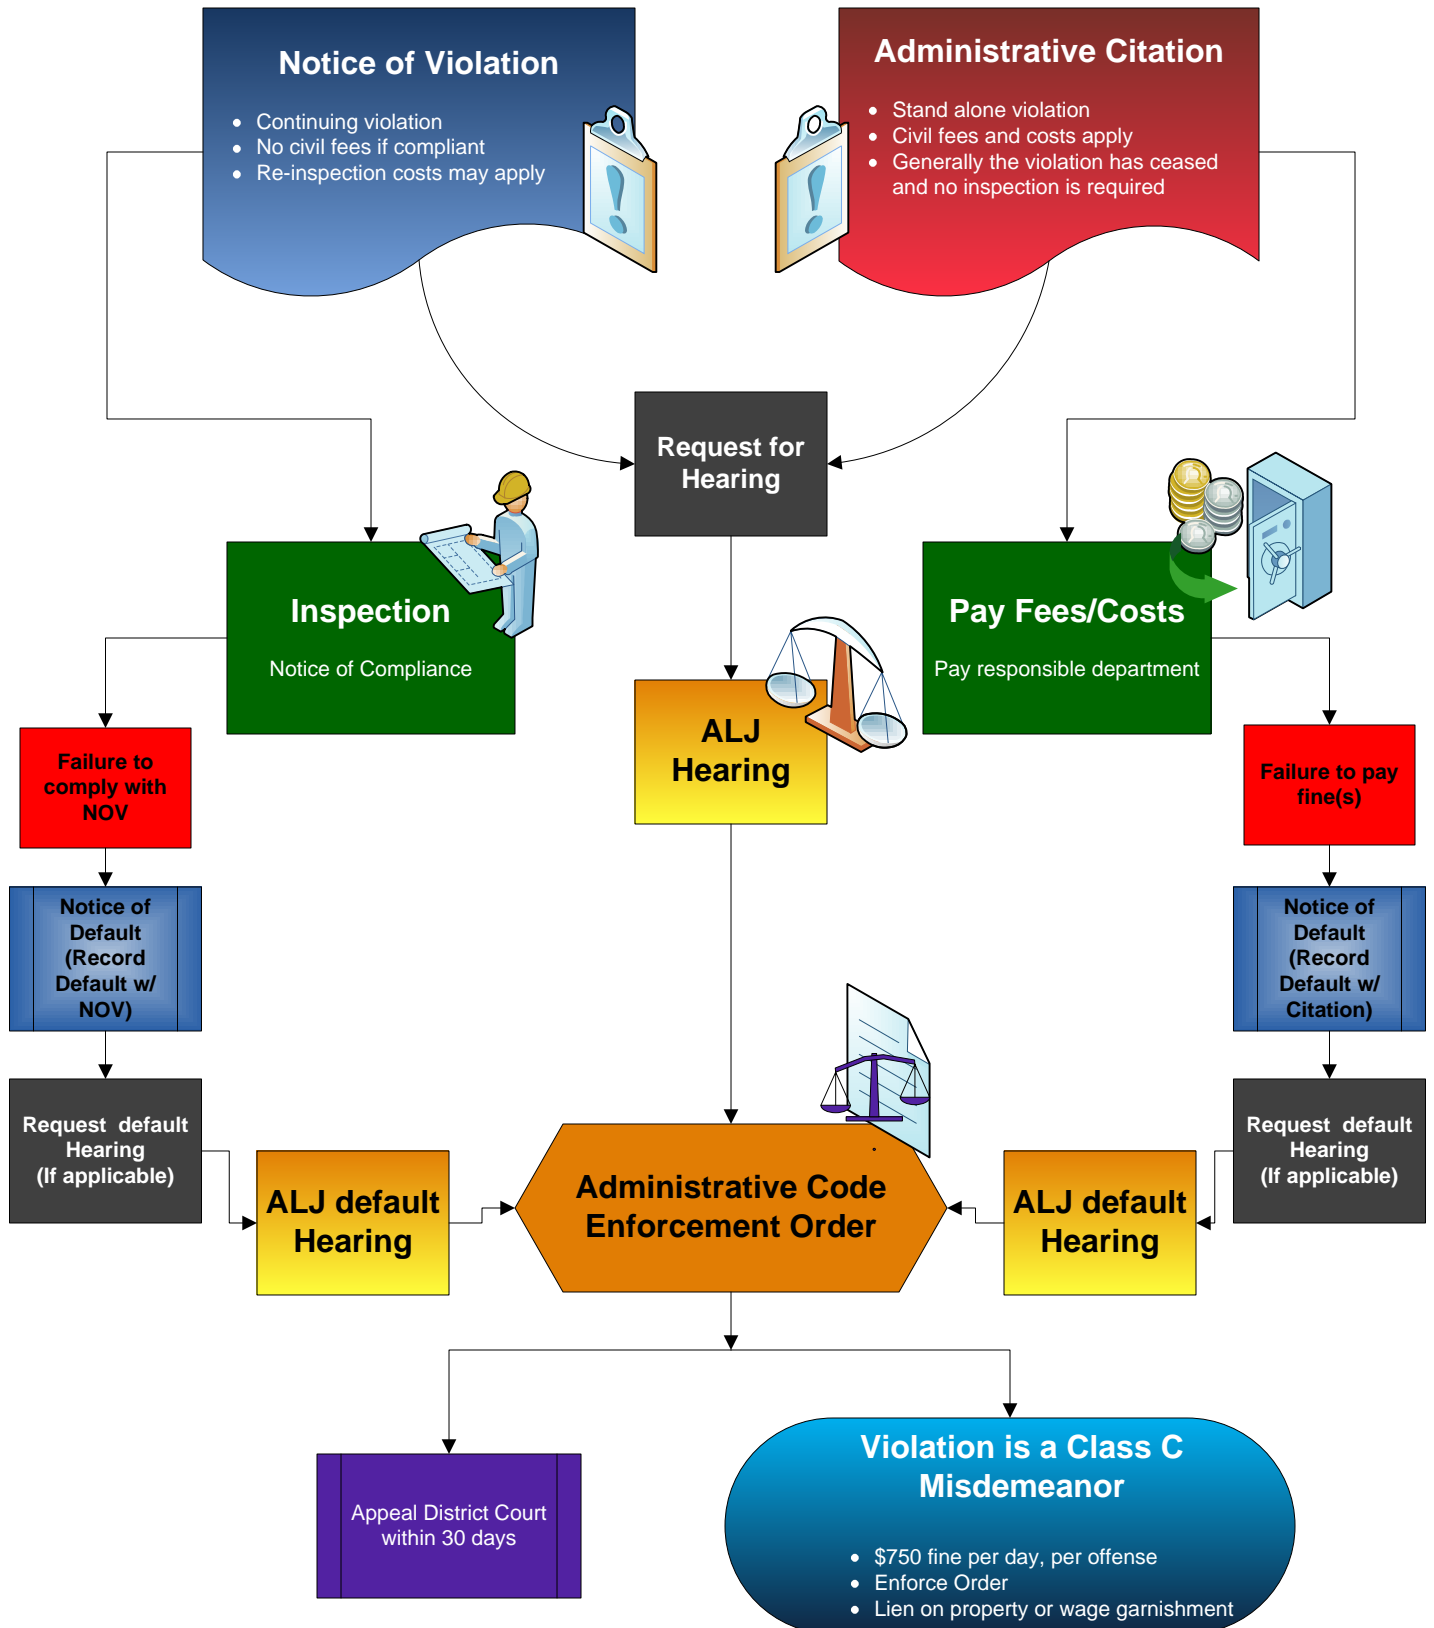 Notice of Violation
• Continuing violation
• No civil fees if compliant
• Re-inspection costs may apply
Administrative Citation
• Stand alone violation
• Civil fees and costs apply
• Generally the violation has ceased
and no inspection is required
Request for
Hearing
Inspection
Notice of Compliance
Pay Fees/Costs
Pay responsible department
ALJ
Hearing
Failure to
comply with
NOV
Failure to pay
fine(s)
Notice of
Default
(Record
Default w/
NOV)
Notice of
Default
(Record
Default w/
Citation)
Request default
Hearing
(If applicable)
Request default
Hearing
(If applicable)
ALJ default
Hearing
Administrative Code
Enforcement Order
ALJ default
Hearing
Appeal District Court
within 30 days
Violation is a Class C
Misdemeanor
• $750 fine per day, per offense
• Enforce Order
• Lien on property or wage garnishment